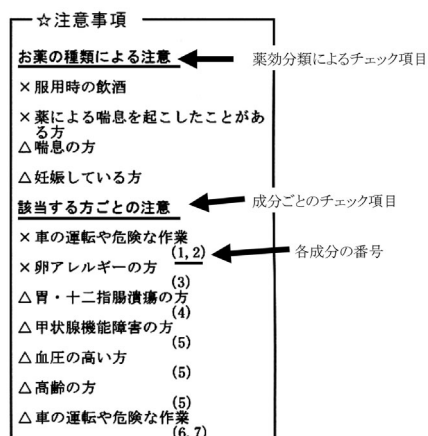 ☆注意事項
お薬の種類による注意
薬効分類によるチェック項目
×服用時の飲酒
×薬による喘息を起こしたことがあ
る方
△喘息の方
△妊娠している方
該当する方ごとの注意
成分ごとのチェック項目
×車の運転や危険な作業
(1, 2)
各成分の番号
×卵アレルギーの方
(3)
△胃・十二指腸潰瘍の方
(4)
△甲状腺機能障害の方
(5)
△血圧の高い方
(5)
△高齢の方
(5)
△車の運転や危険な作業
(6, 7)